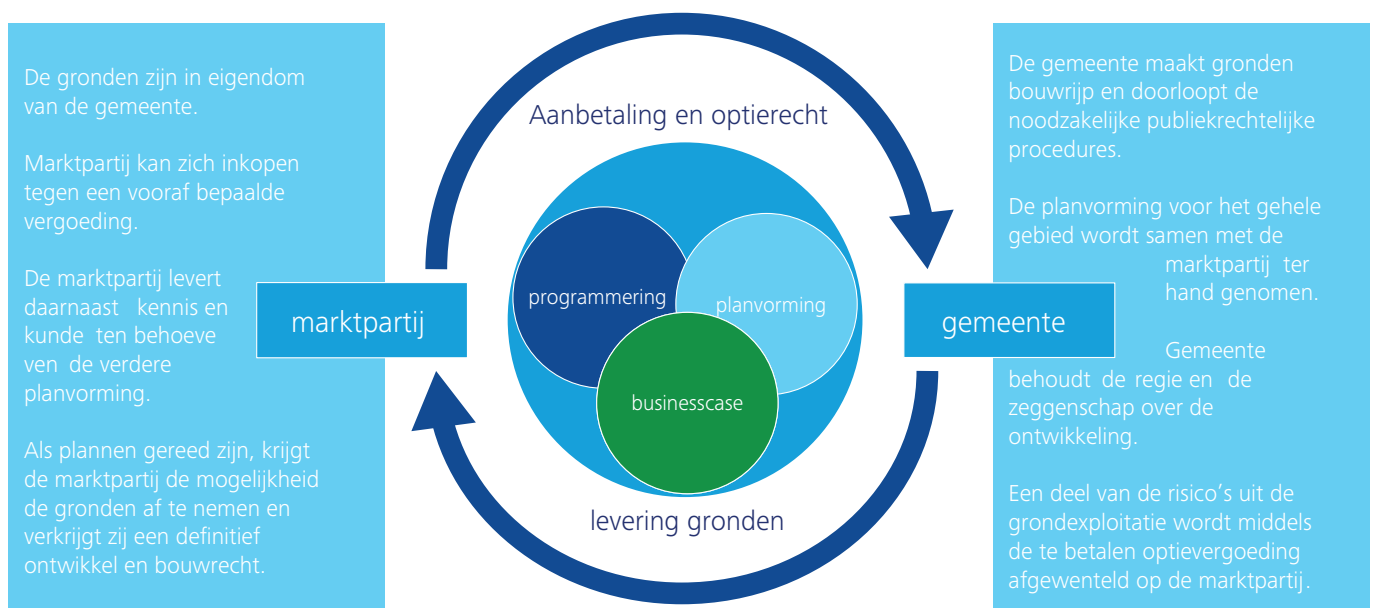 De gronden zijn in eigendom
van de gemeente.
Marktpartij kan zich inkopen
tegen een vooraf bepaalde
vergoeding.
De marktpartij levert
daarnaast kennis en
kunde ten behoeve
ven de verdere
planvorming.
Als plannen gereed zijn, krijgt
de marktpartij de mogelijkheid
de gronden af te nemen en
verkrijgt zij een definitief
ontwikkel en bouwrecht.
marktpartij
Aanbetaling en optierecht
programmering
planvorming
businesscase
levering gronden
gemeente
De gemeente maakt gronden
bouwrijp en doorloopt de
noodzakelijke publiekrechtelijke
procedures.
De planvorming voor het gehele
gebied wordt samen met de
marktpartij ter
hand genomen.
Gemeente
behoudt de regie en de
zeggenschap over de
ontwikkeling.
Een deel van de risico's uit de
grondexploitatie wordt middels
de te betalen optievergoeding
afgewenteld op de marktpartij.